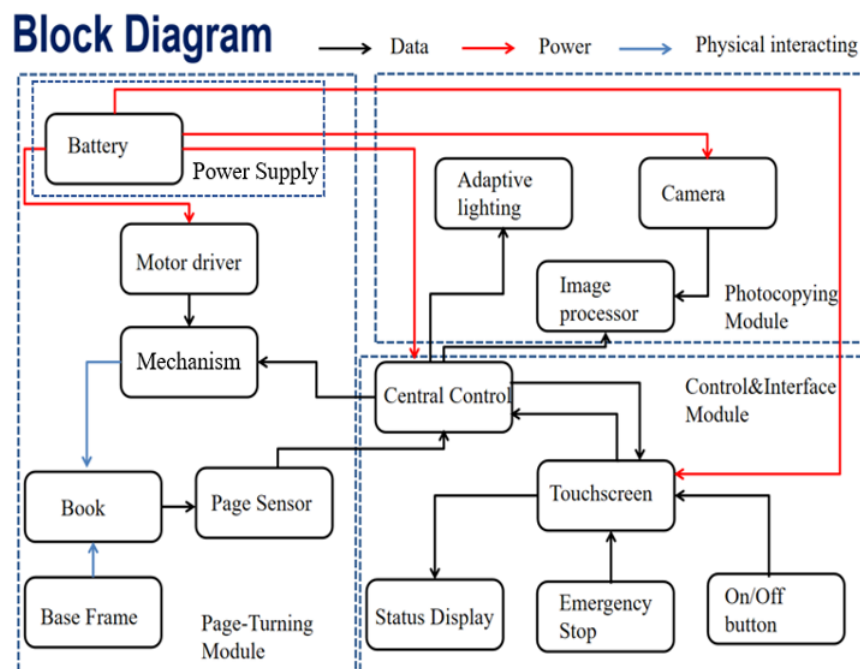 Block Diagram
Data
Power
Physical interacting
Battery
Power Supply
Adaptive
lighting
Camera
Motor driver
Image
processor
Photocopying
Module
Mechanism
Central Control
Control&Interface
Module
Book
Page Sensor
Touchscreen
Base Frame
Page-Turning
Module
Status Display
Emergency
Stop
On/Off
button